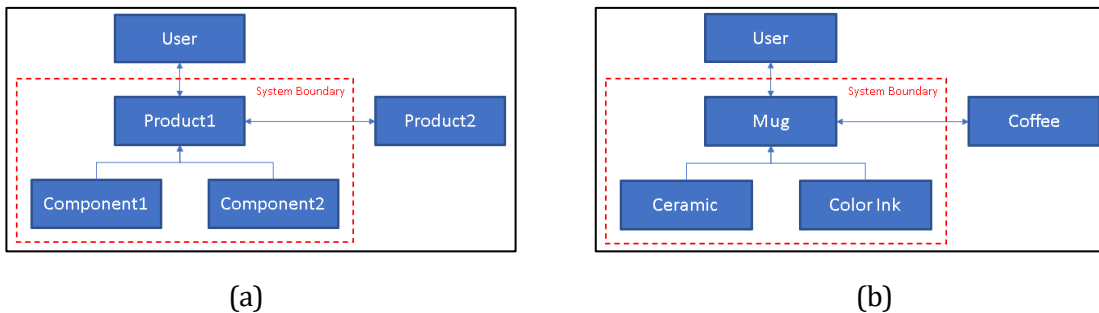 User
System Boundary
Product1
Product2
Component1
Component2
(a)
User
System Boundary
Mug
Coffee
Ceramic
Color Ink
(b)